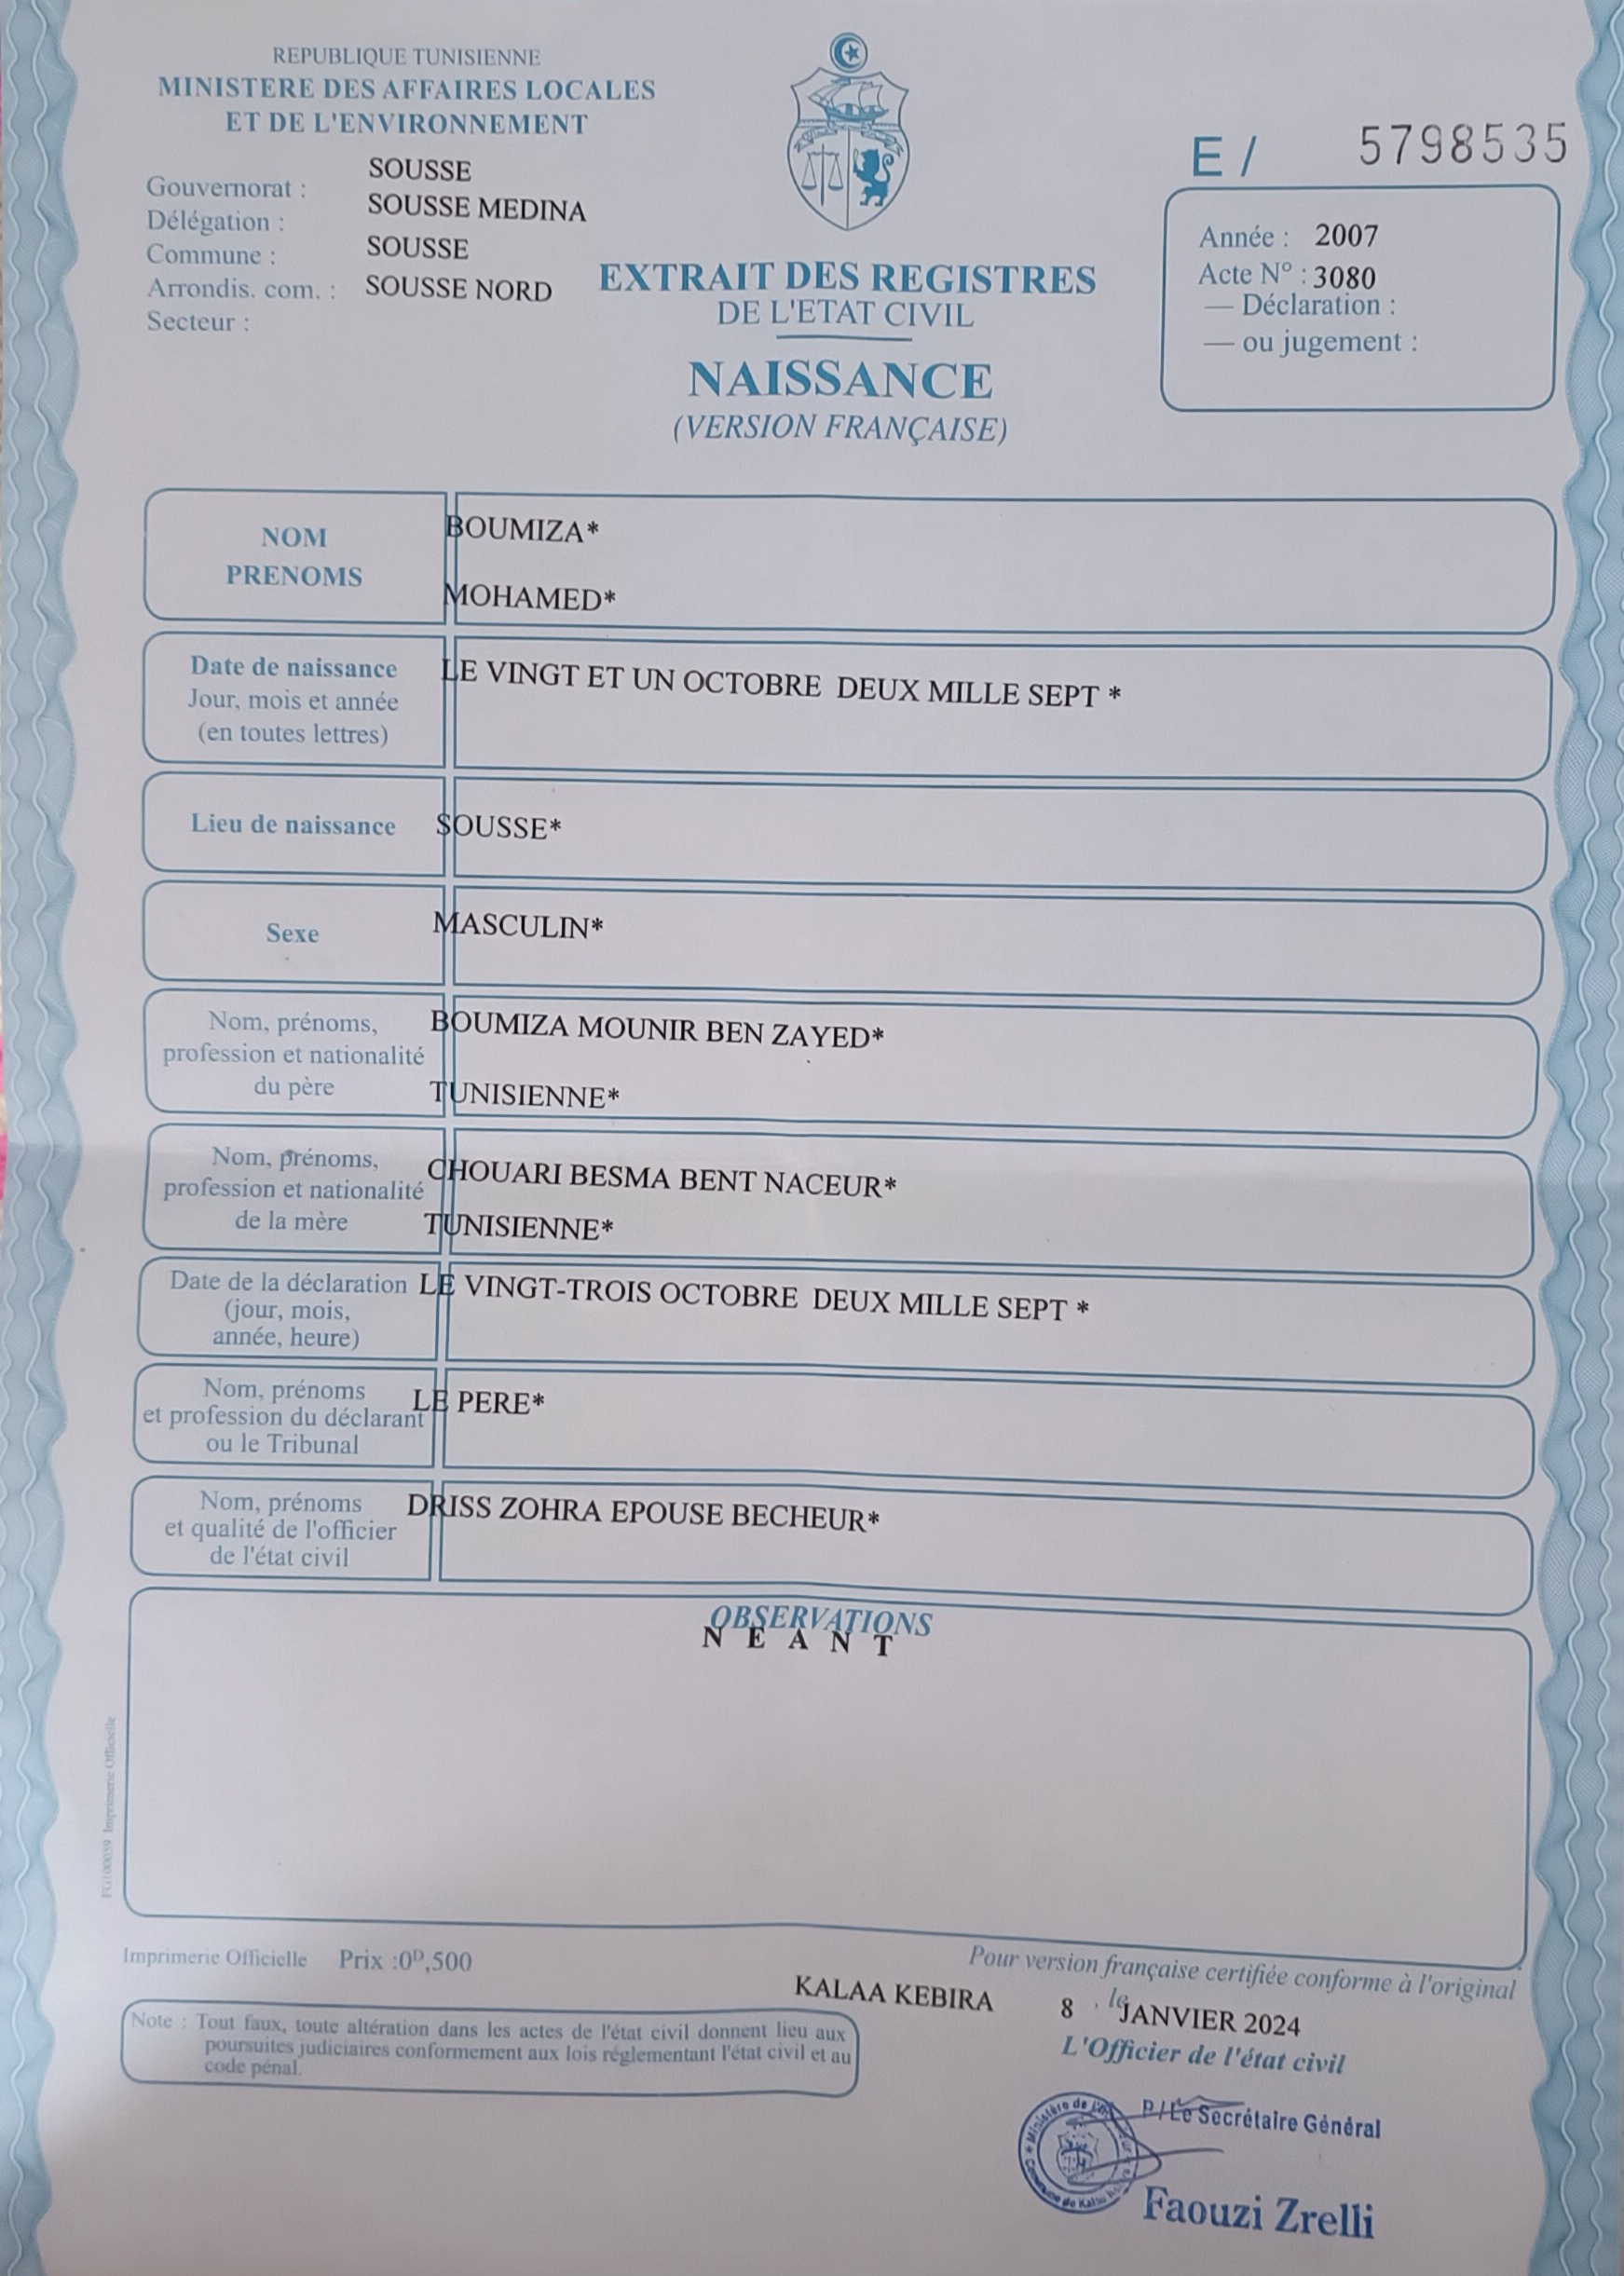 REPUBLIQUE TUNISIENNE
MINISTERE DES AFFAIRES LOCALES
ET DE L'ENVIRONNEMENT
Gouvernorat : SOUSSE
Délégation : SOUSSE MEDINA
Commune : SOUSSE
Arrondis. com. : SOUSSE NORD
Secteur :
E / 5798535
Année : 2007
Acte N° : 3080
— Déclaration :
— ou jugement :
EXTRAIT DES REGISTRES
DE L'ETAT CIVIL
NAISSANCE
(VERSION FRANÇAISE)
NOM
PRENOMS
BOUMIZA*
MOHAMED*
Date de naissance
Jour, mois et année
(en toutes lettres)
LE VINGT ET UN OCTOBRE DEUX MILLE SEPT *
Lieu de naissance
SOUSSE*
Sexe
MASCULIN*
Nom, prénoms,
profession et nationalité
du père
BOUMIZA MOUNIR BEN ZAYED*
TUNISIENNE*
Nom, prénoms,
profession et nationalité
de la mère
CHOUARI BESMA BENT NACEUR*
TUNISIENNE*
Date de la déclaration
(jour, mois,
année, heure)
LE VINGT-TROIS OCTOBRE DEUX MILLE SEPT *
Nom, prénoms
et profession du déclarant
ou le Tribunal
LE PERE*
Nom, prénoms
et qualité de l'officier
de l'état civil
DRISS ZOHRA EPOUSE BECHEUR*
OBSERVATIONS
N E A N T
Imprimerie Officielle
Imprimerie Officielle Prix :0D,500
Pour version française certifiée conforme à l'original
KALAA KEBIRA 8 , le JANVIER 2024
L'Officier de l'état civil
Note : Tout faux, toute altération dans les actes de l'état civil donnent lieu aux
poursuites judiciaires conformement aux lois réglementant l'état civil et au
code pénal.
P / Le Secrétaire Général
Faouzi Zrelli